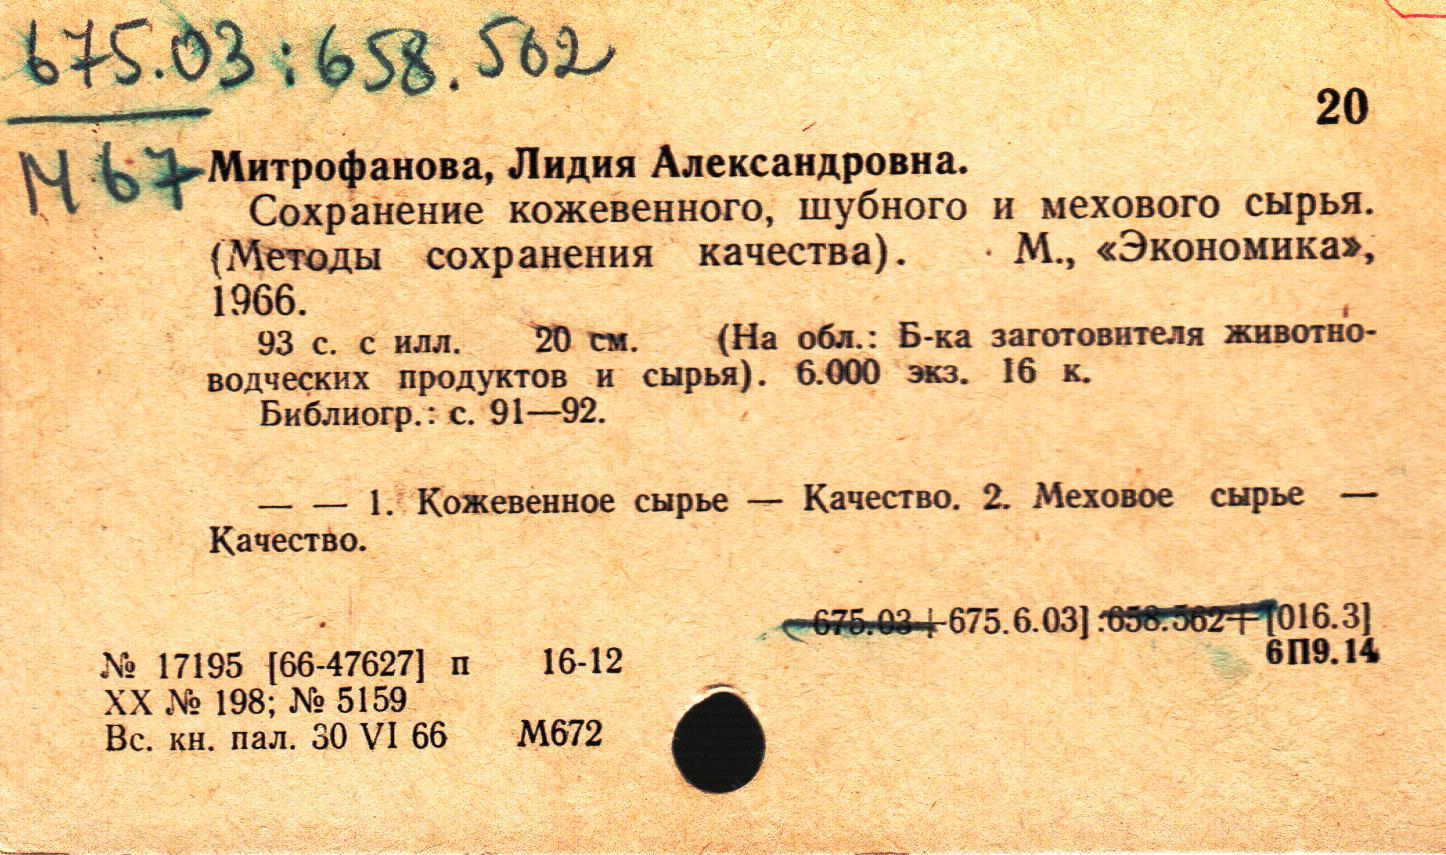 675.03:658.562
20
М 67
Митрофанова, Лидия Александровна.
Сохранение кожевенного, шубного и мехового сырья.
(Методы сохранения качества). М., «Экономика»,
1966.
93 с. с илл. 20 см. (На обл.: Б-ка заготовителя животно-
водческих продуктов и сырья). 6.000 экз. 16 к.
Библиогр.: с. 91—92.
— — 1. Кожевенное сырье — Качество. 2. Меховое сырье —
Качество.
675.03+675.6.03]:658.562+[016.3]
6П9.14
№ 17195 [66-47627] п 16-12
XX № 198; № 5159
Вс. кн. пал. 30 VI 66 М672